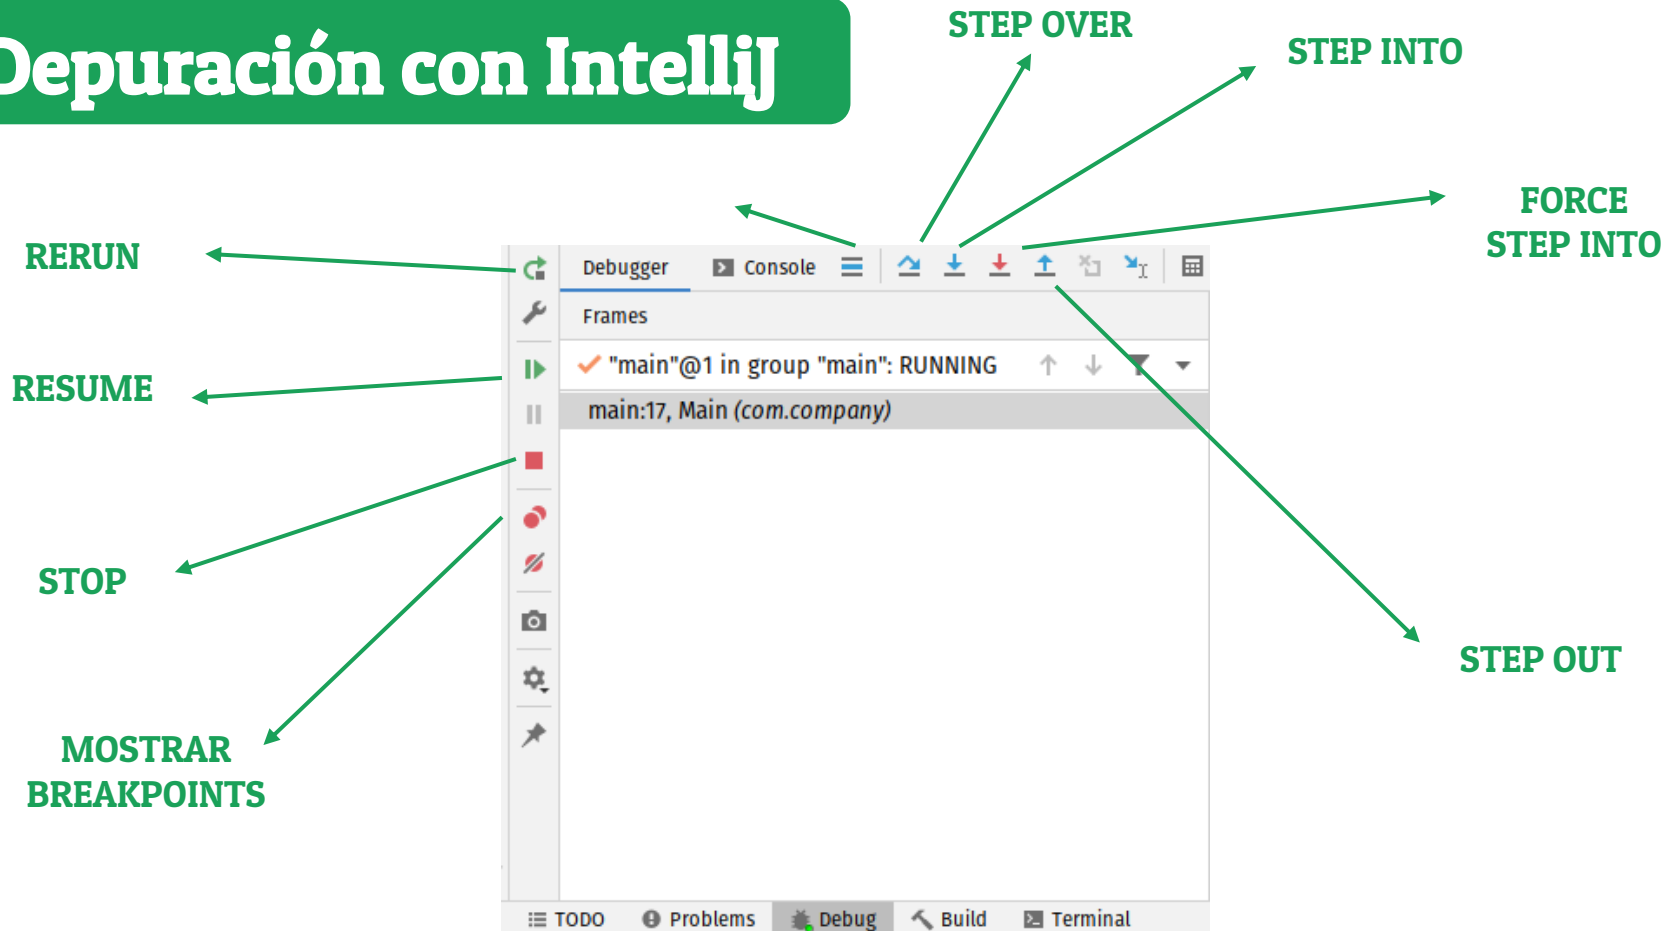 Depuración con IntelliJ
STEP OVER
STEP INTO
FORCE
STEP INTO
RERUN
Debugger
Console
Frames
"main"@1 in group "main": RUNNING
RESUME
main:17, Main (com.company)
STOP
STEP OUT
MOSTRAR
BREAKPOINTS
TODO
Problems
Debug
Build
Terminal